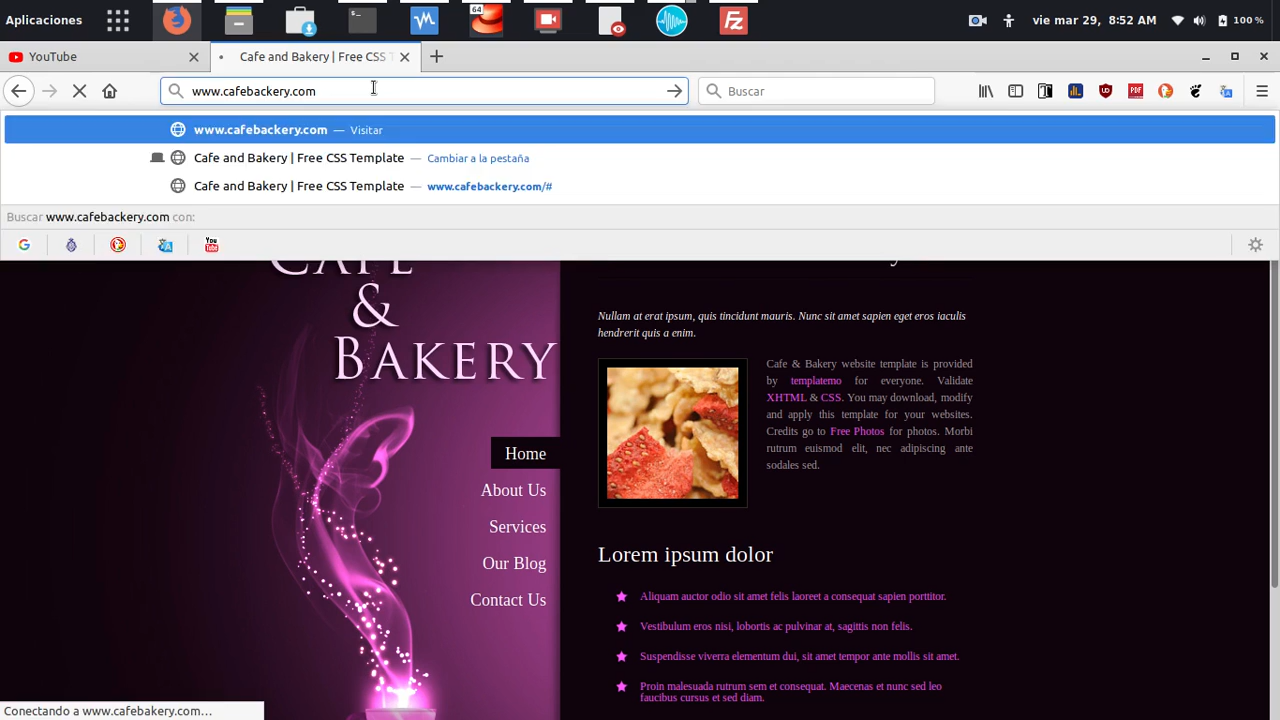 Aplicaciones
64
vie mar 29, 8:52 AM
100 %
YouTube
Cafe and Bakery | Free CSS T
www.cafebackery.com
Buscar
www.cafebackery.com — Visitar
Cafe and Bakery | Free CSS Template — Cambiar a la pestaña
Cafe and Bakery | Free CSS Template — www.cafebackery.com/#
Buscar www.cafebackery.com con:
CAFE
&
BAKERY
Home
About Us
Services
Our Blog
Contact Us
Nullam at erat ipsum, quis tincidunt mauris. Nunc sit amet sapien eget eros iaculis
hendrerit quis a enim.
Cafe & Bakery website template is provided
by templatemo for everyone. Validate
XHTML & CSS. You may download, modify
and apply this template for your websites.
Credits go to Free Photos for photos. Morbi
rutrum euismod elit, nec adipiscing ante
sodales sed.
Lorem ipsum dolor
Aliquam auctor odio sit amet felis laoreet a consequat sapien porttitor.
Vestibulum eros nisi, lobortis ac pulvinar at, sagittis non felis.
Suspendisse viverra elementum dui, sit amet tempor ante mollis sit amet.
Proin malesuada rutrum sem et consequat. Maecenas et nunc sed leo
faucibus cursus et sed diam.
Conectando a www.cafebakery.com…